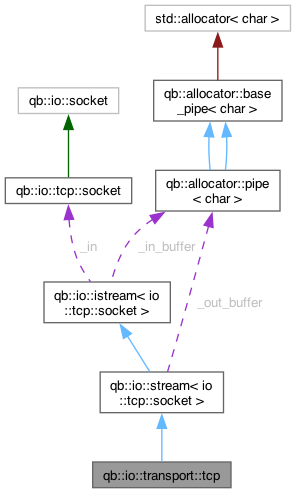 std::allocator< char >
qb::io::socket
qb::allocator::base
_pipe< char >
qb::io::tcp::socket
qb::allocator::pipe
< char >
_in
_in_buffer
qb::io::istream< io
::tcp::socket >
_out_buffer
qb::io::stream< io
::tcp::socket >
qb::io::transport::tcp